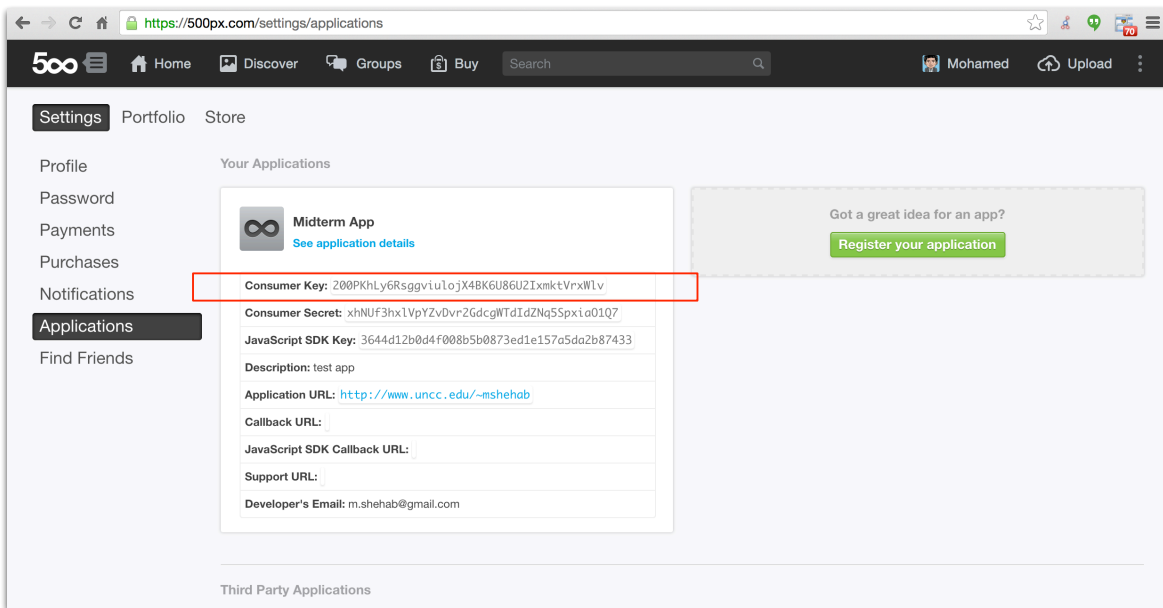 https://500px.com/settings/applications
70
500 Home Discover Groups Buy Search Mohamed Upload
Settings Portfolio Store
Profile
Password
Payments
Purchases
Notifications
Applications
Find Friends
Your Applications
Midterm App
See application details
Consumer Key: 200PKhLy6RsggviulojX4BK6U86U2IxmktVrxWlv
Consumer Secret: xhNUf3hxlVpYZvDvr2GdcgWTdIdZNq5SpxiaO1Q7
JavaScript SDK Key: 3644d12b0d4f008b5b0873ed1e157a5da2b87433
Description: test app
Application URL: http://www.uncc.edu/~mshehab
Callback URL:
JavaScript SDK Callback URL:
Support URL:
Developer's Email: m.shehab@gmail.com
Got a great idea for an app?
Register your application
Third Party Applications